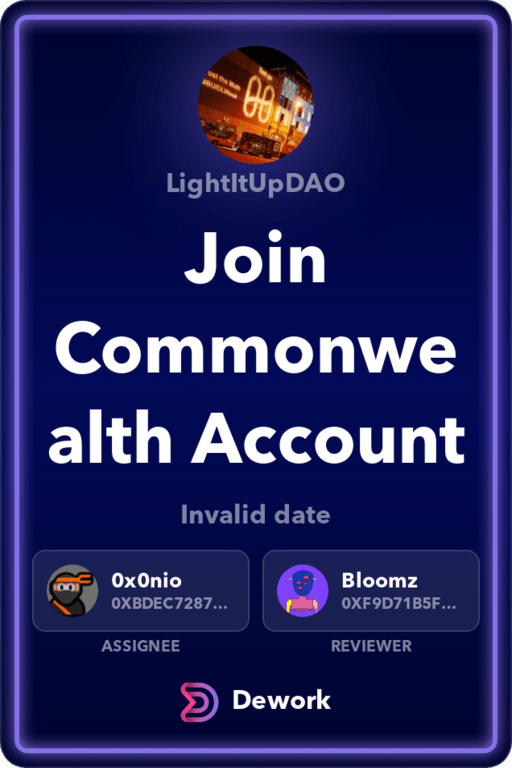 LightItUpDAO
Join
Commonwe
alth Account
Invalid date
0x0nio
0XBDEC7287...
ASSIGNEE
Bloomz
0XF9D71B5F...
REVIEWER
Dework